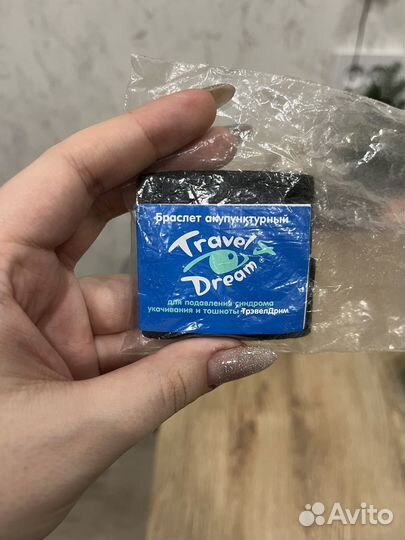 Браслет акупунктурный
Travel
Dream®
для подавления синдрома
укачивания и тошноты ТрэвелДрим
Avito